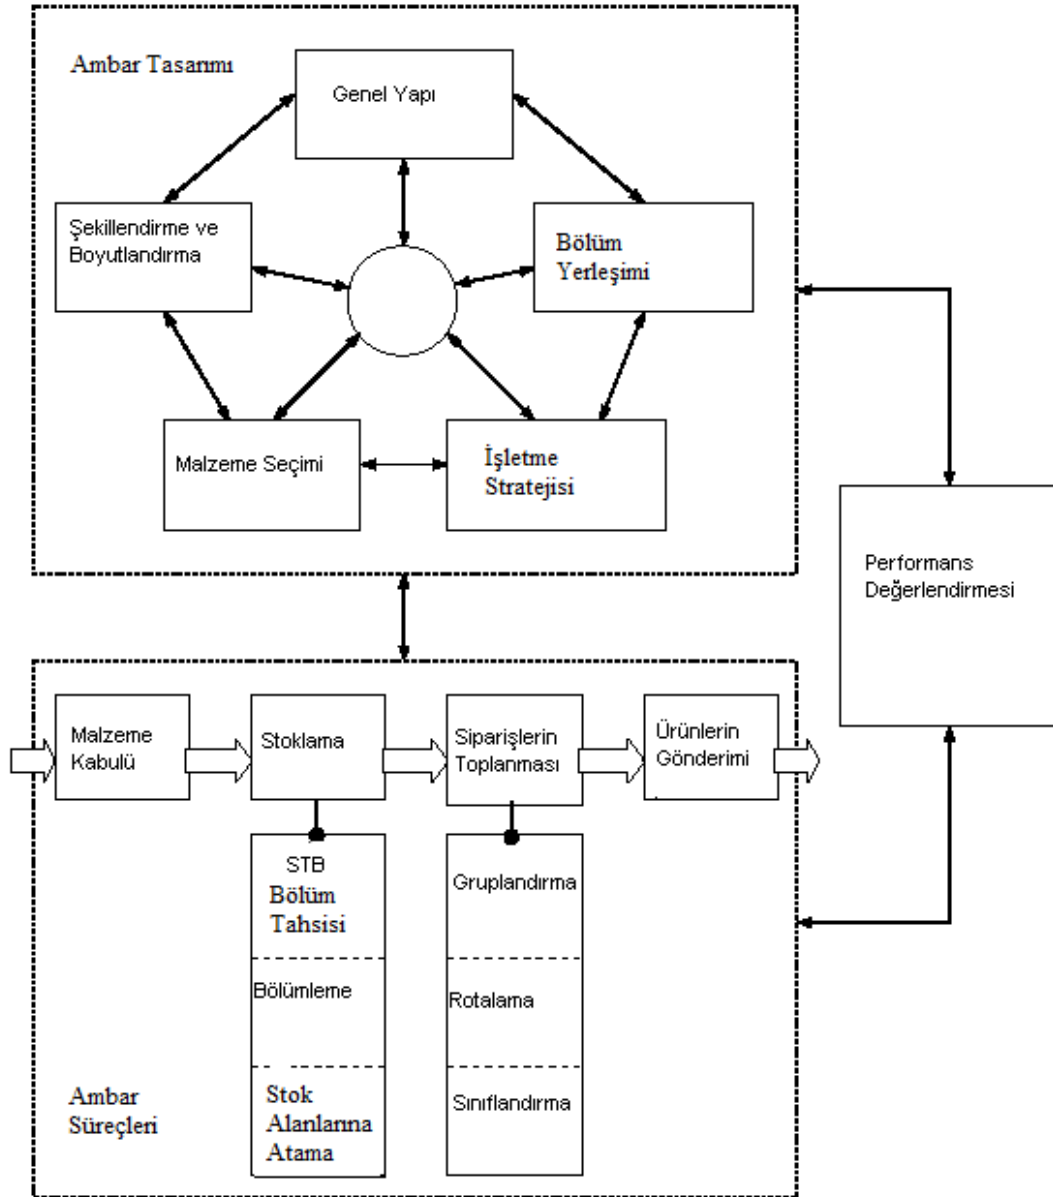 Ambar Tasarımı
Genel Yapı
Şekillendirme ve
Boyutlandırma
Bölüm
Yerleşimi
Malzeme Seçimi
İşletme
Stratejisi
Performans
Değerlendirmesi
Malzeme
Kabulü
Stoklama
Siparişlerin
Toplanması
Ürünlerin
Gönderimi
STB
Bölüm
Tahsisi
Bölümleme
Stok
Alanlarına
Atama
Gruplandırma
Rotalama
Sınıflandırma
Ambar
Süreçleri